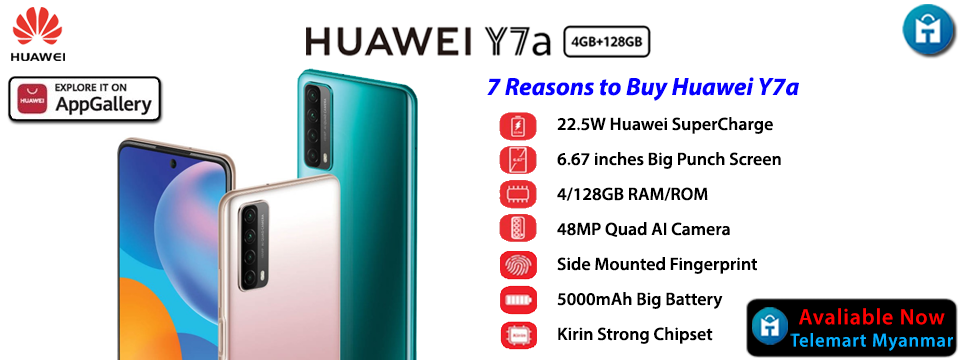 HUAWEI
HUAWEI Y7a 4GB+128GB
EXPLORE IT ON
HUAWEI AppGallery
7 Reasons to Buy Huawei Y7a
22.5W Huawei SuperCharge
6.67 inches Big Punch Screen
4/128GB RAM/ROM
48MP Quad AI Camera
Side Mounted Fingerprint
5000mAh Big Battery
Kirin Strong Chipset
Avaliable Now
Telemart Myanmar